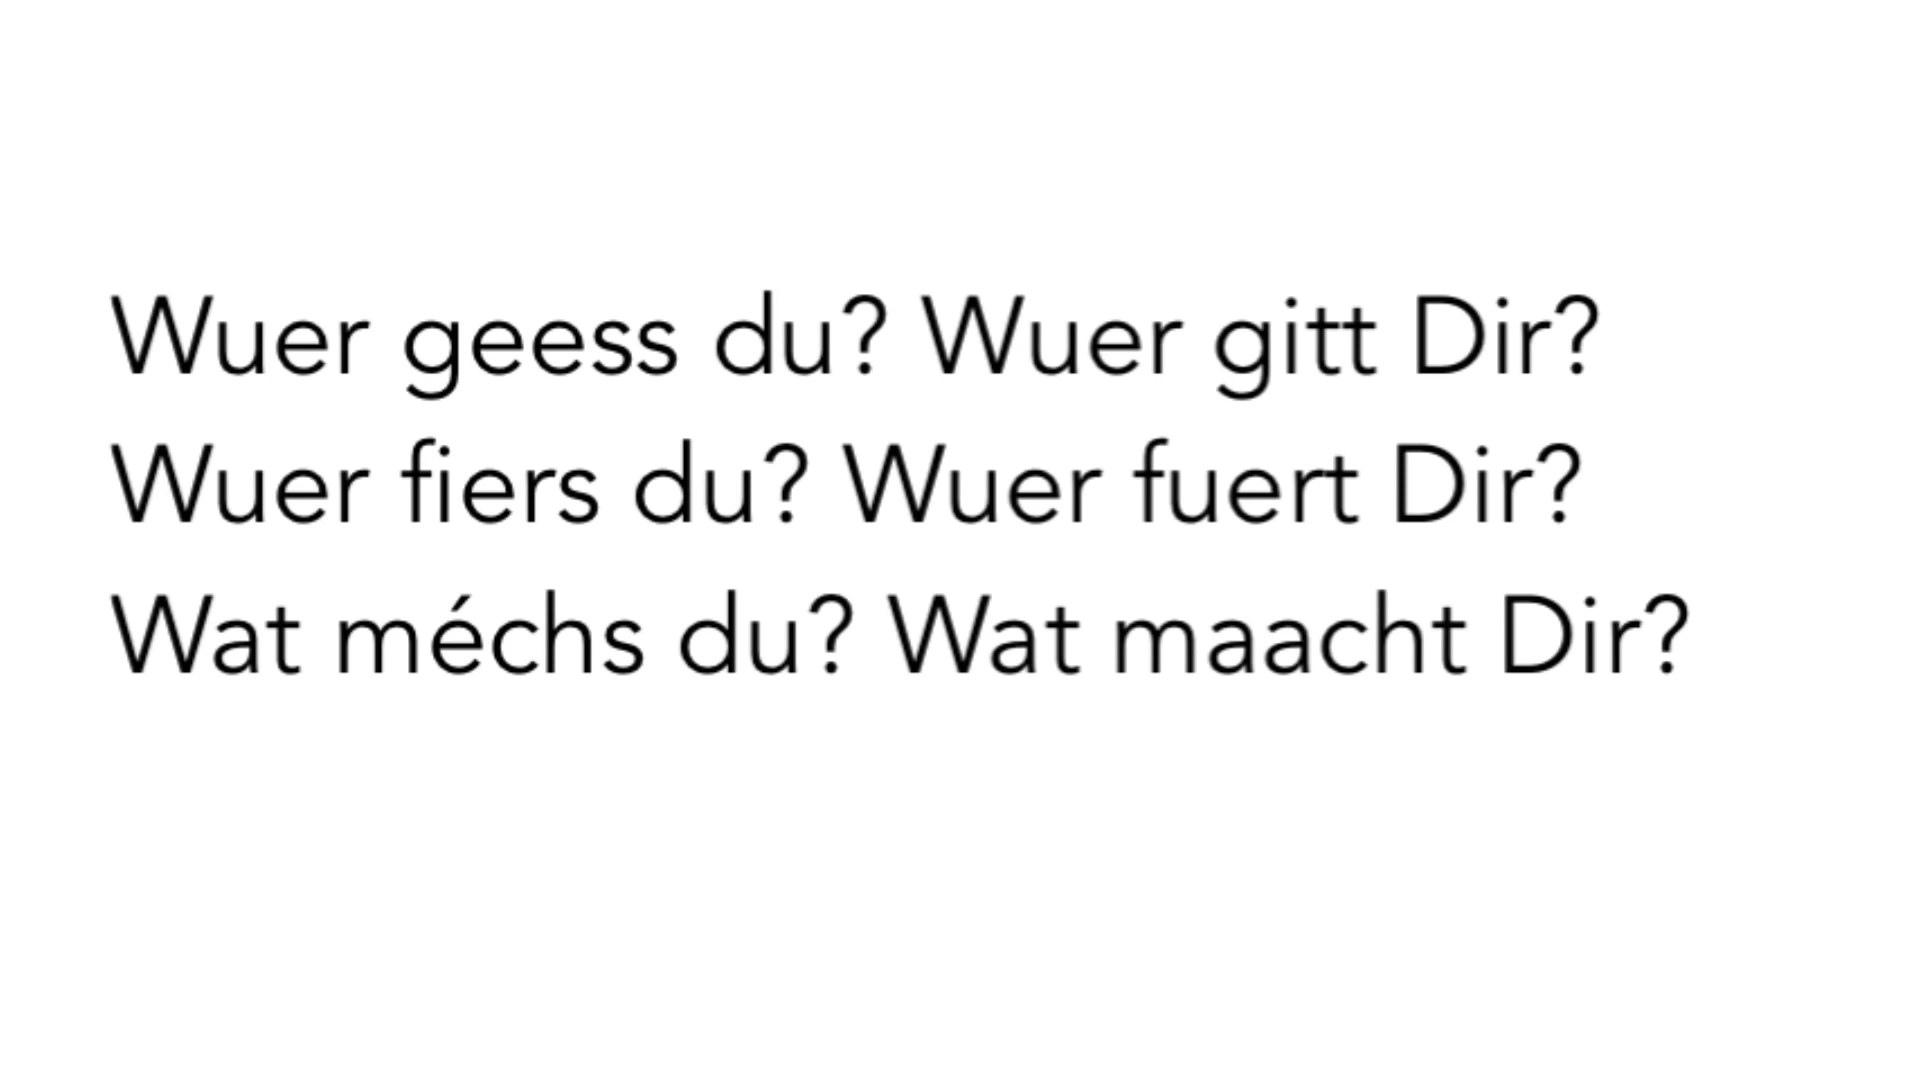 Wuer geess du? Wuer gitt Dir?
Wuer fiers du? Wuer fuert Dir?
Wat méchs du? Wat maacht Dir?